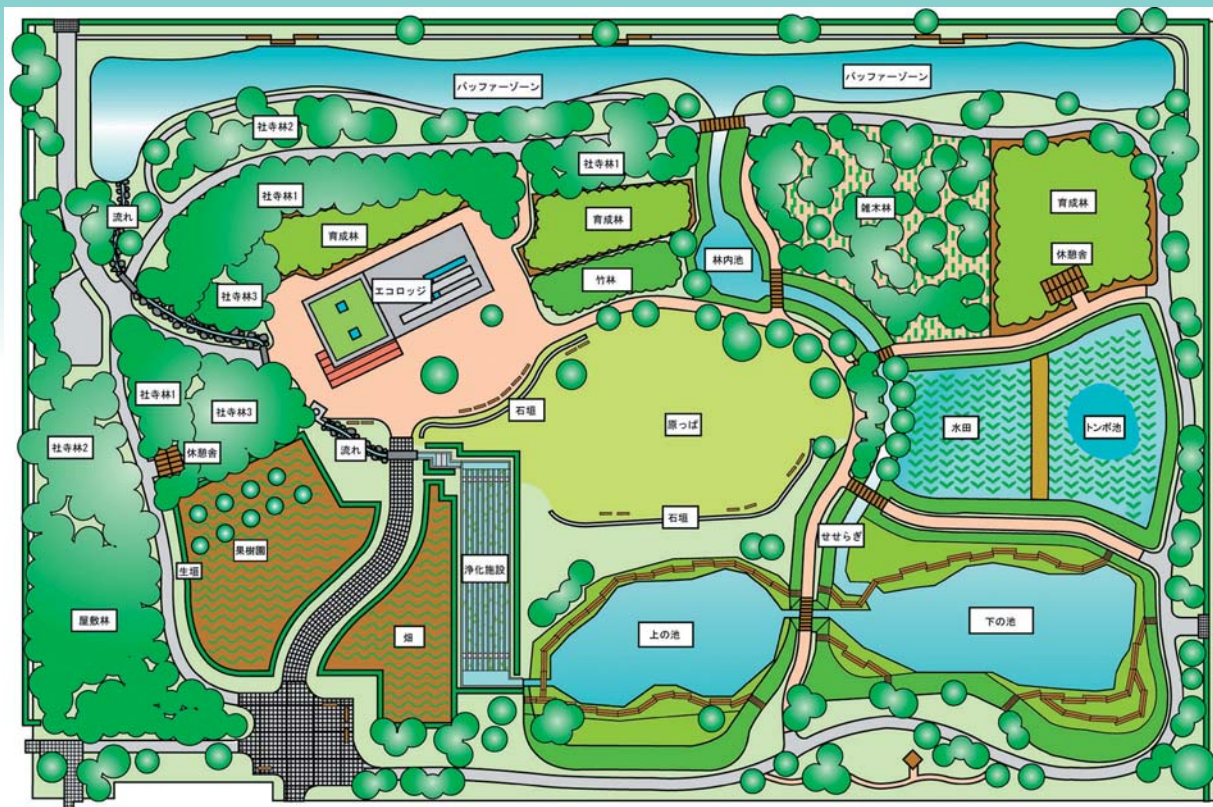 バッファーゾーン
バッファーゾーン
社寺林2
社寺林1
社寺林1
流れ
育成林
育成林
雑木林
育成林
休憩舎
林内池
竹林
エコロッジ
社寺林3
社寺林1
社寺林3
社寺林2
休憩舎
流れ
石垣
原っぱ
水田
トンボ池
石垣
せせらぎ
果樹園
生垣
浄化施設
屋敷林
畑
上の池
下の池